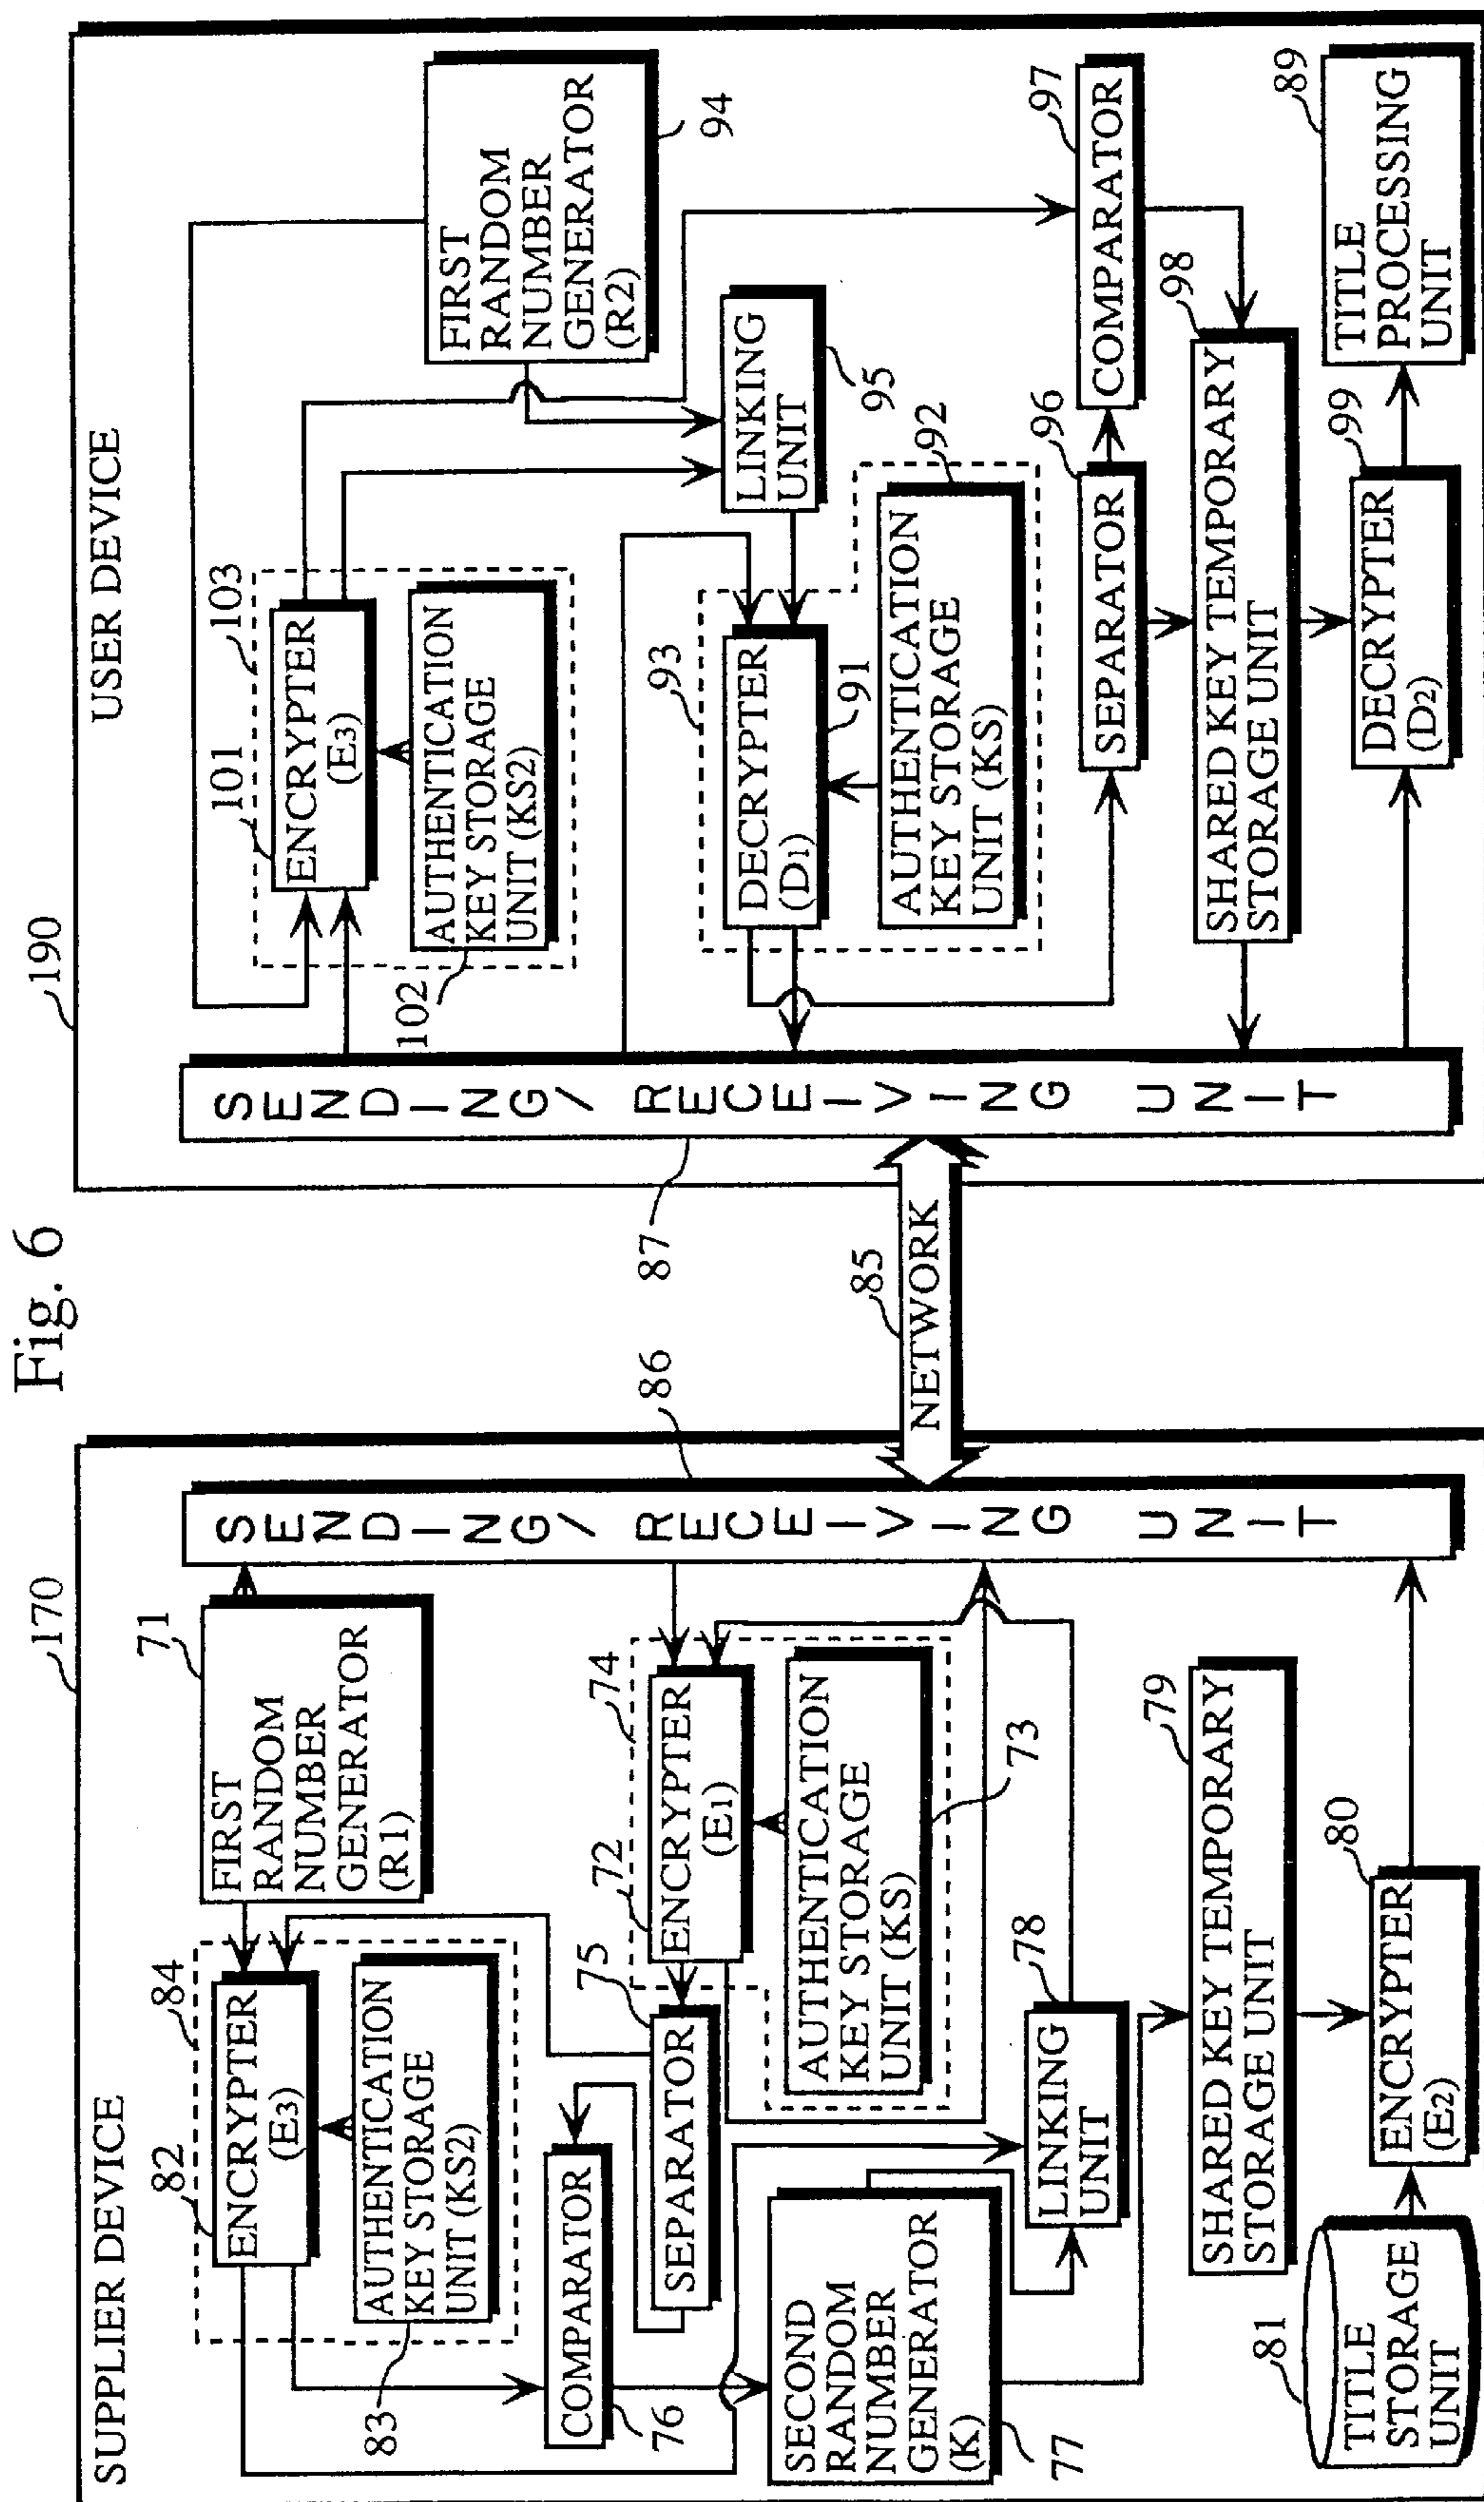 Fig. 6
SUPPLIER DEVICE
170
82
84
ENCRYPTER
(E3)
AUTHENTICATION
KEY STORAGE
UNIT (KS2)
83
71
FIRST
RANDOM
NUMBER
GENERATOR
(R1)
COMPARATOR
76
75
SEPARATOR
72
74
ENCRYPTER
(E1)
AUTHENTICATION
KEY STORAGE
UNIT (KS)
73
SECOND
RANDOM
NUMBER
GENERATOR
(K)
77
78
LINKING
UNIT
79
SHARED KEY TEMPORARY
STORAGE UNIT
81
TITLE
STORAGE
UNIT
80
ENCRYPTER
(E2)
86
SENDING/ RECEIVING UNIT
85
NETWORK
87
SENDING/ RECEIVING UNIT
190
USER DEVICE
101
103
ENCRYPTER
(E3)
AUTHENTICATION
KEY STORAGE
UNIT (KS2)
102
FIRST
RANDOM
NUMBER
GENERATOR
(R2)
94
93
DECRYPTER
(D1)
91
AUTHENTICATION
KEY STORAGE
UNIT (KS)
92
LINKING
UNIT
95
96
SEPARATOR
97
COMPARATOR
98
SHARED KEY TEMPORARY
STORAGE UNIT
99
DECRYPTER
(D2)
89
TITLE
PROCESSING
UNIT